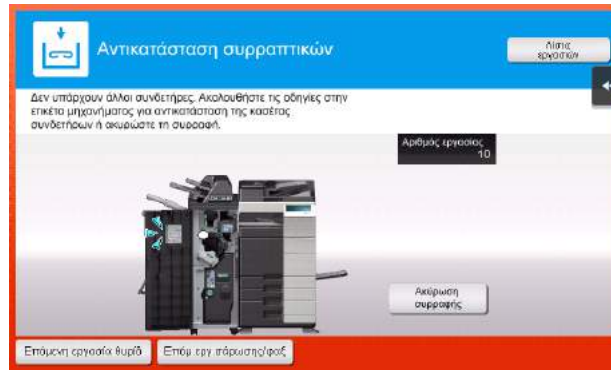 Αντικατάσταση συρραπτικών
Λίστα
εργασιών
Δεν υπάρχουν άλλοι συνδετήρες. Ακολουθήστε τις οδηγίες στην
ετικέτα μηχανήματος για αντικατάσταση της κασέτας
συνδετήρων ή ακυρώστε τη συρραφή.
Αριθμός εργασίας
10
Ακύρωση
συρραφής
Επόμενη εργασία θυρίδ
Επόμ εργ σάρωσης/φαξ